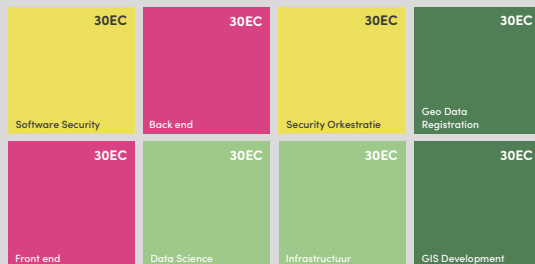 30EC
Software Security
30EC
Back end
30EC
Security Orkestratie
30EC
Geo Data
Registration
30EC
Front end
30EC
Data Science
30EC
Infrastructuur
30EC
GIS Development